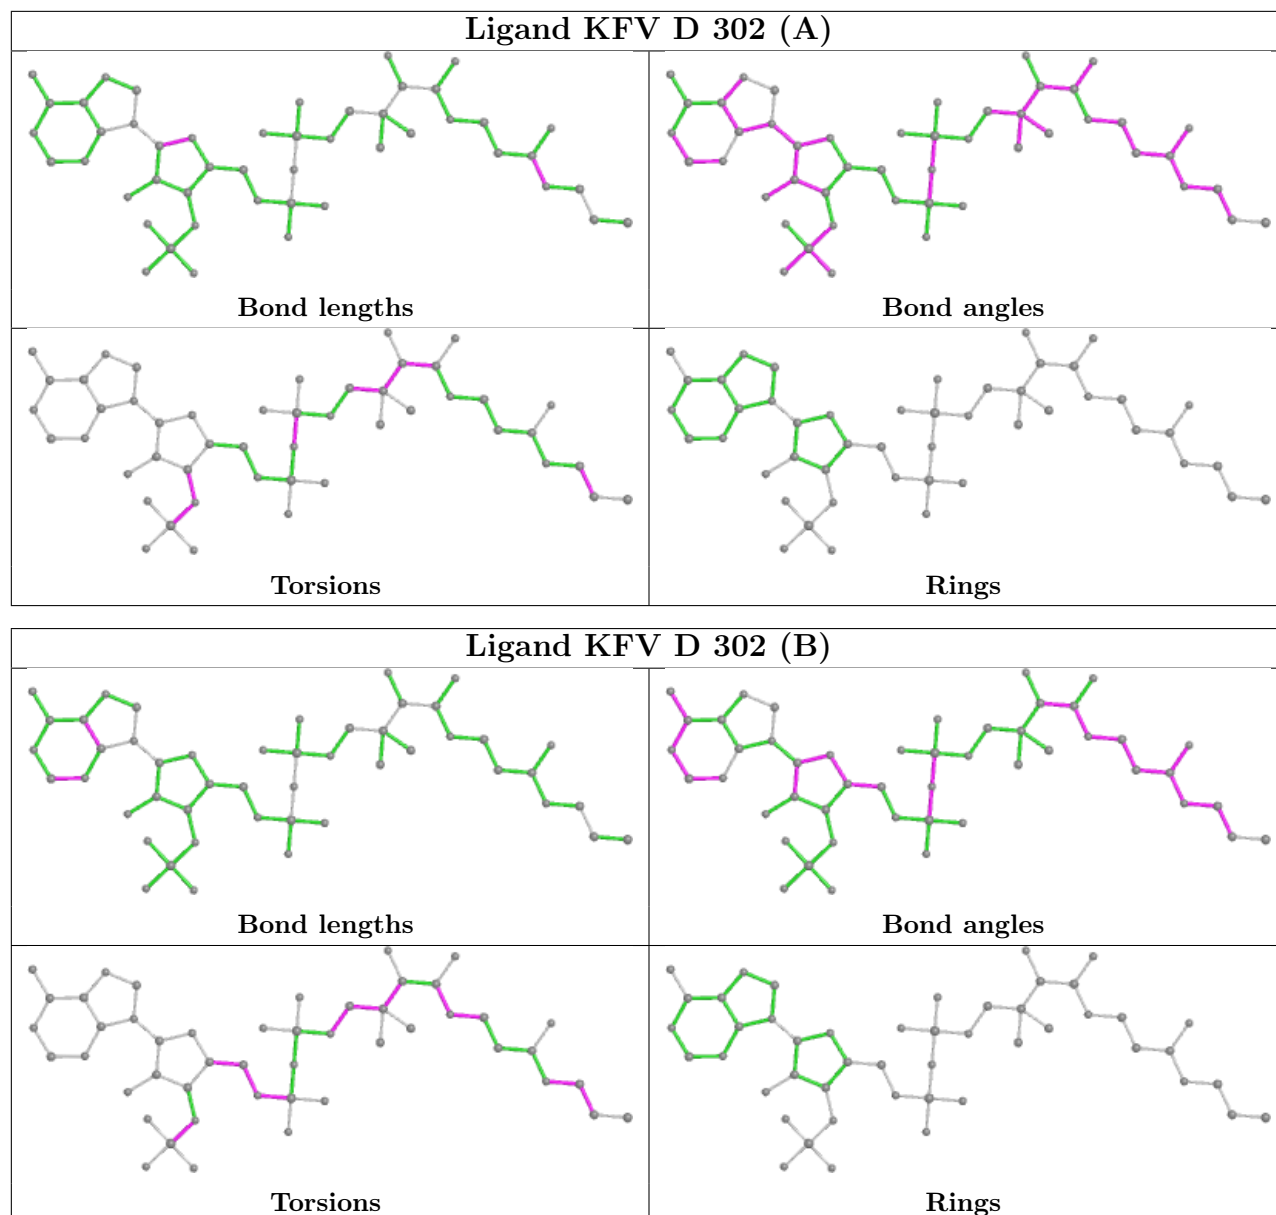 Ligand KFV D 302 (A)
Bond lengths
Bond angles
Torsions
Rings
Ligand KFV D 302 (B)
Bond lengths
Bond angles
Torsions
Rings